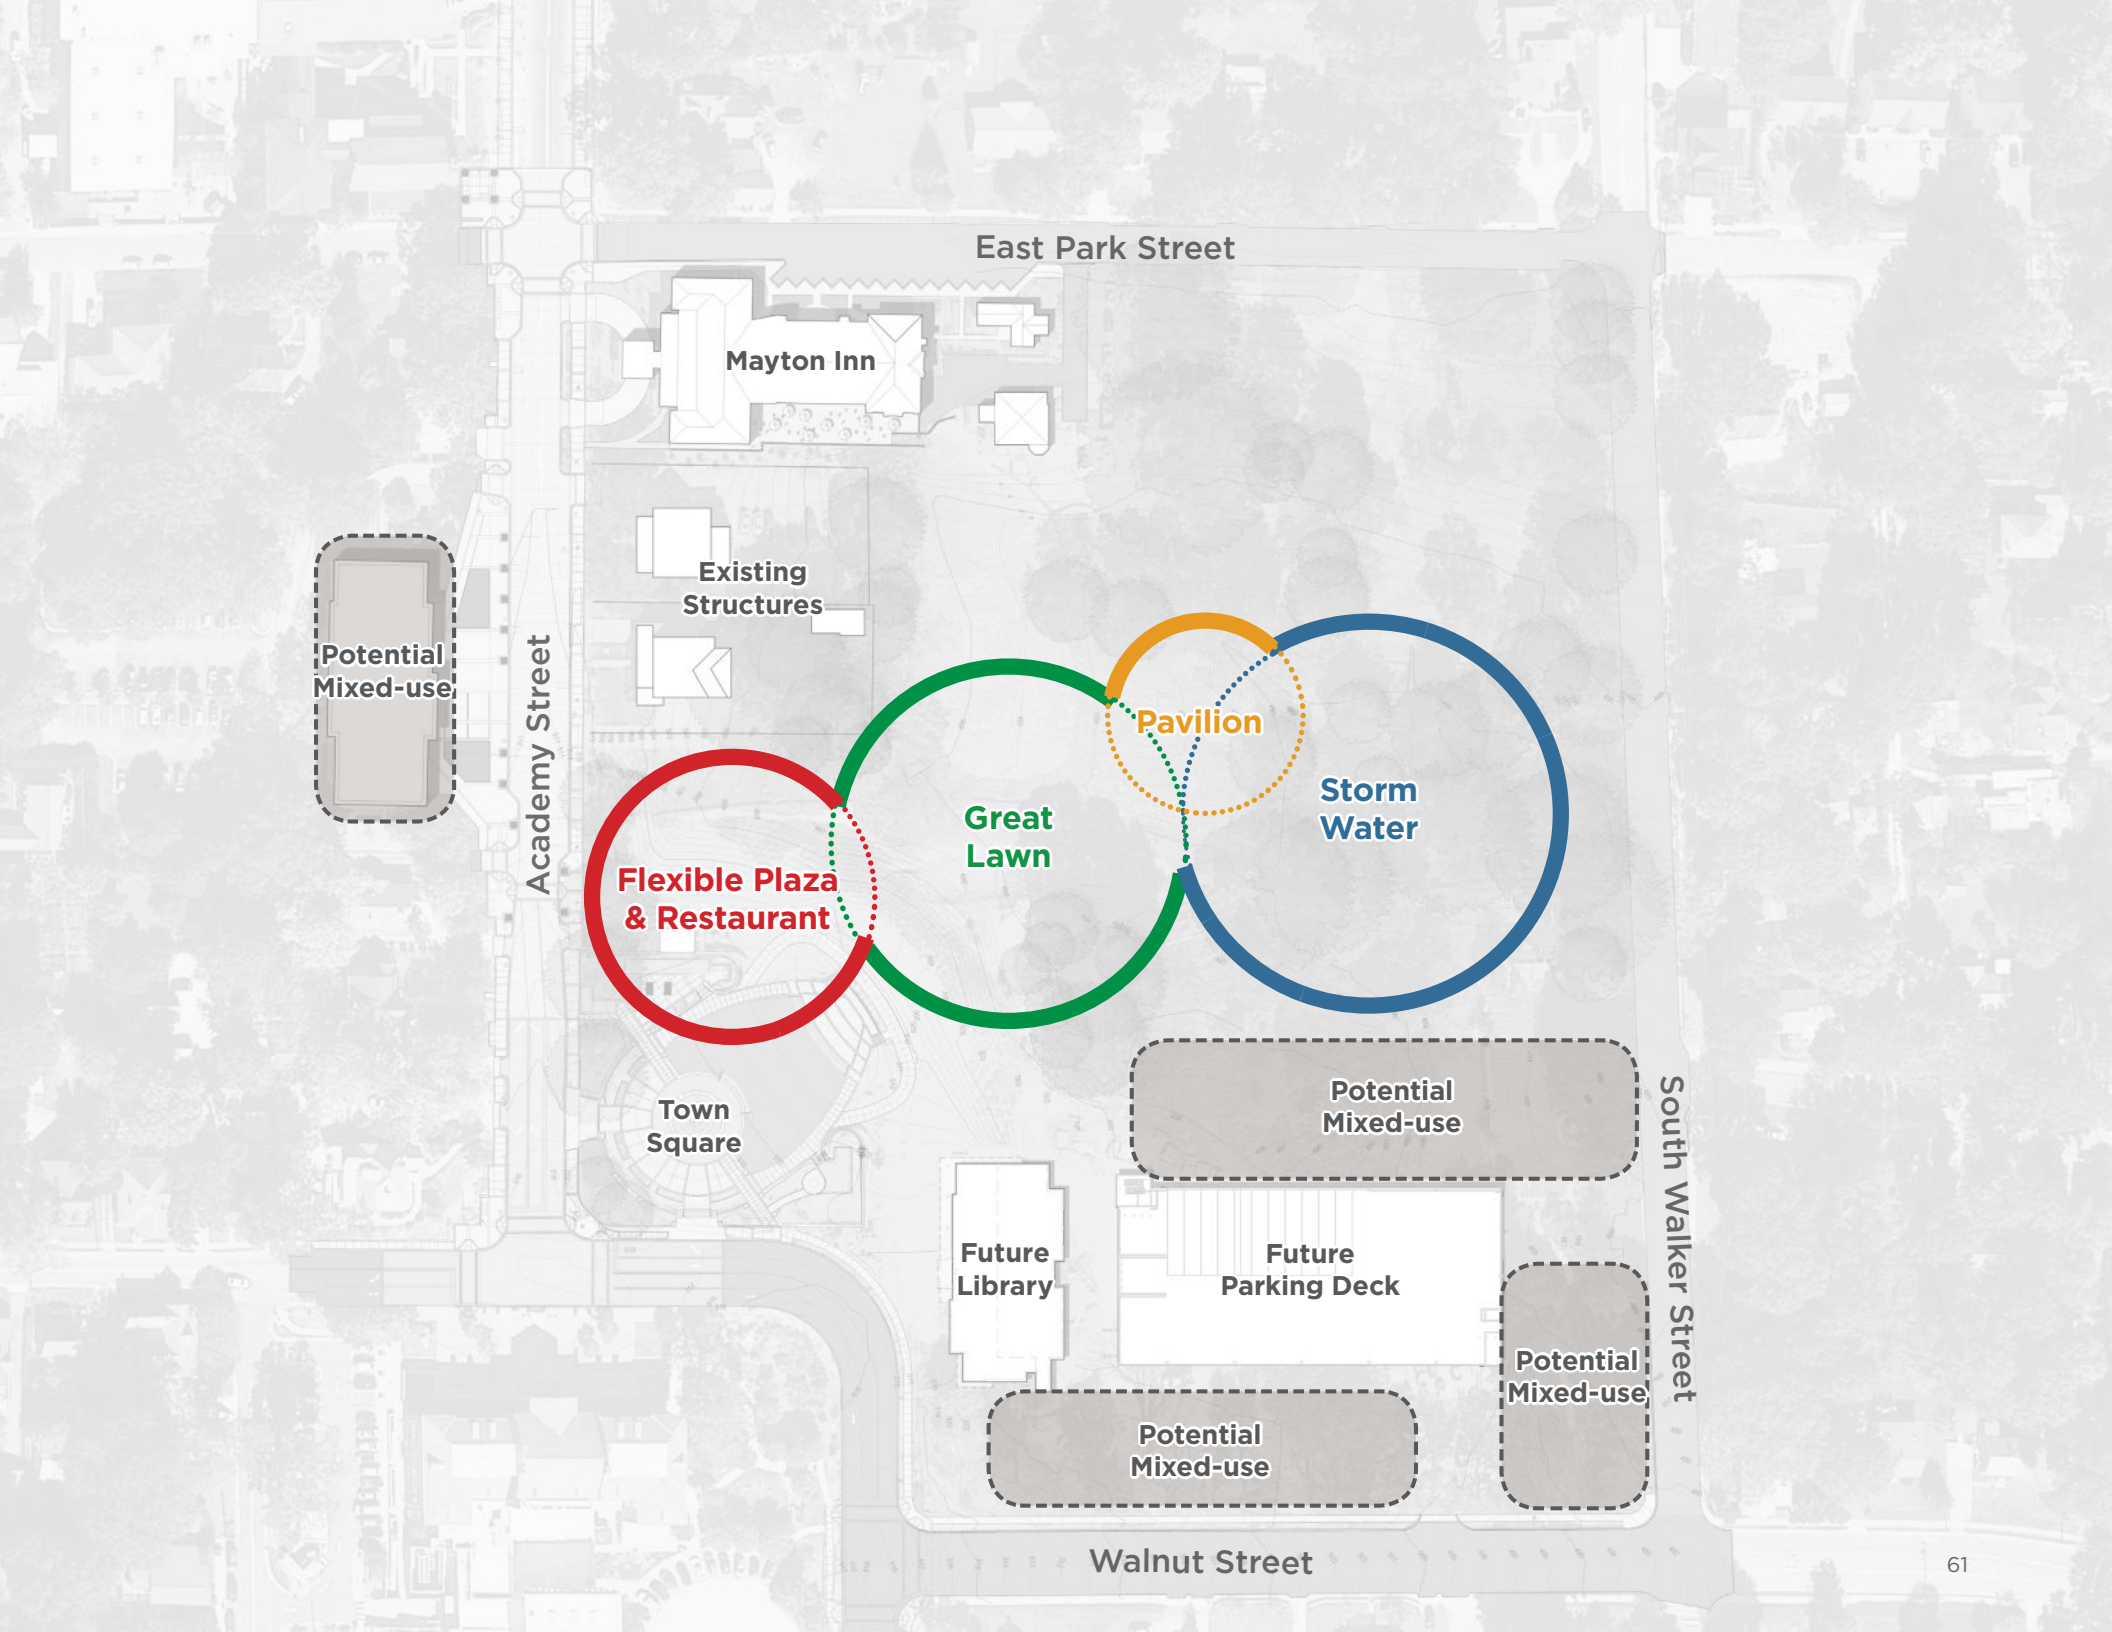 East Park Street
Mayton Inn
Existing
Structures
Potential
Mixed-use
Academy Street
Pavilion
Storm
Water
Great
Lawn
Flexible Plaza
& Restaurant
Town
Square
Potential
Mixed-use
South Walker Street
Future
Library
Future
Parking Deck
Potential
Mixed-use
Potential
Mixed-use
Walnut Street
61